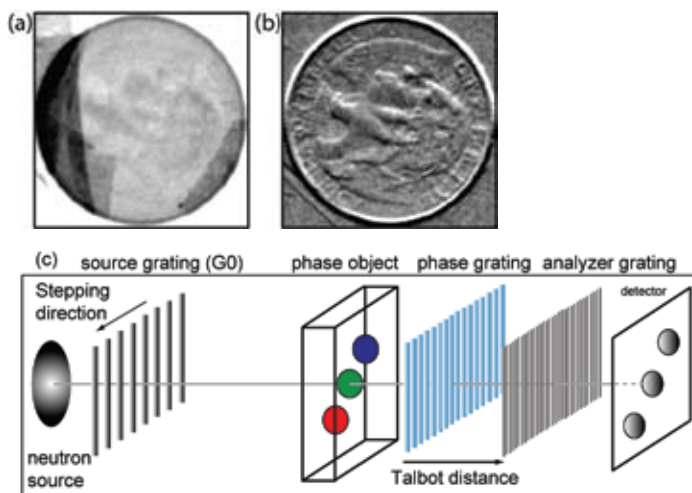 (a)
(b)
(c)
source grating (G0)
phase object
phase grating
analyzer grating
Stepping
direction
detector
neutron
source
Talbot distance